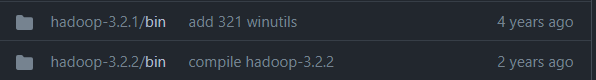 hadoop-3.2.1/bin add 321 winutils 4 years ago
hadoop-3.2.2/bin compile hadoop-3.2.2 2 years ago